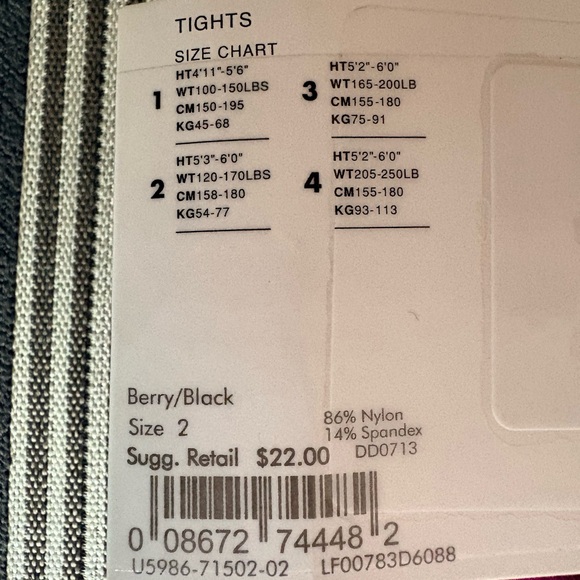 TIGHTS
SIZE CHART
1
HT4'11"-5'6"
WT100-150LBS
CM150-195
KG45-68
2
HT5'3"-6'0"
WT120-170LBS
CM158-180
KG54-77
3
HT5'2"-6'0"
WT165-200LB
CM155-180
KG75-91
4
HT5'2"-6'0"
WT205-250LB
CM155-180
KG93-113
Berry/Black
Size 2
Sugg. Retail $22.00
86% Nylon
14% Spandex
DD0713
0 08672 74448 2
U5986-71502-02 LF00783D6088